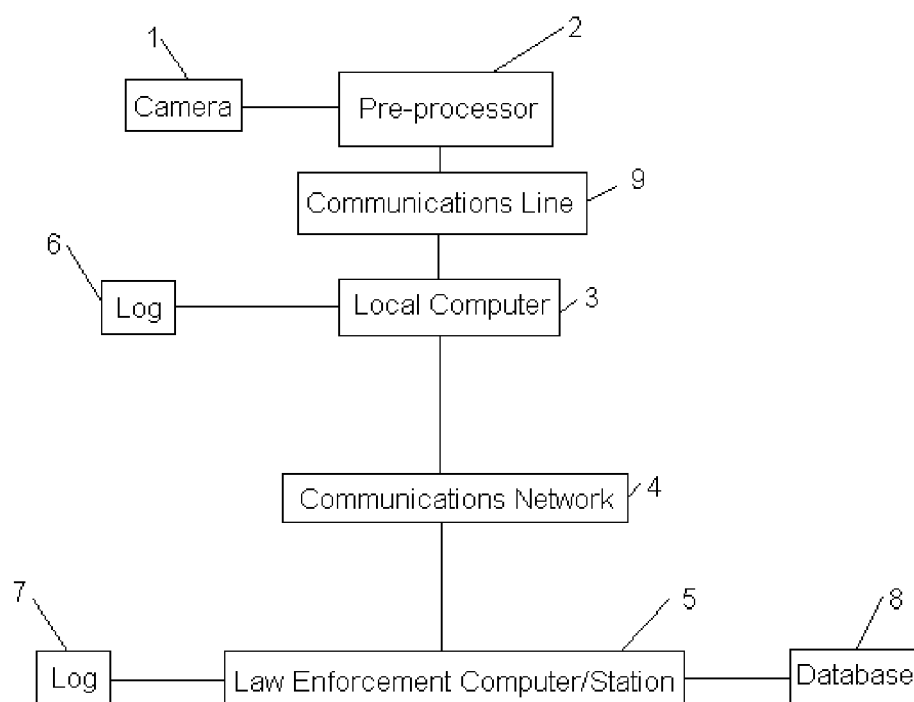 1
2
Camera
Pre-processor
9
Communications Line
6
3
Log
Local Computer
4
Communications Network
7
5
8
Log
Law Enforcement Computer/Station
Database